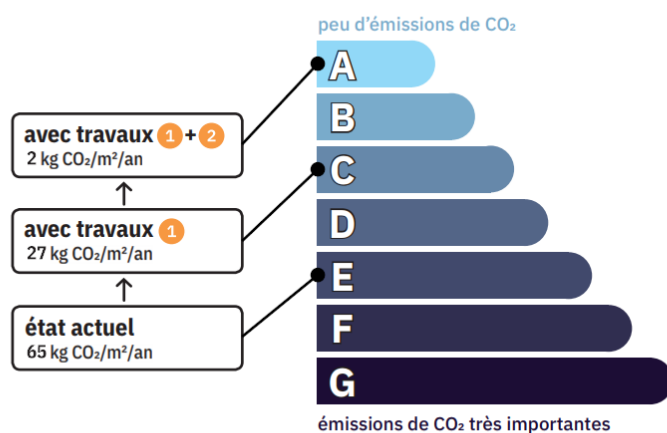 peu d'émissions de CO₂
A
B
C
D
E
F
G
émissions de CO₂ très importantes
avec travaux 1 + 2
2 kg CO₂/m²/an
avec travaux 1
27 kg CO₂/m²/an
état actuel
65 kg CO₂/m²/an